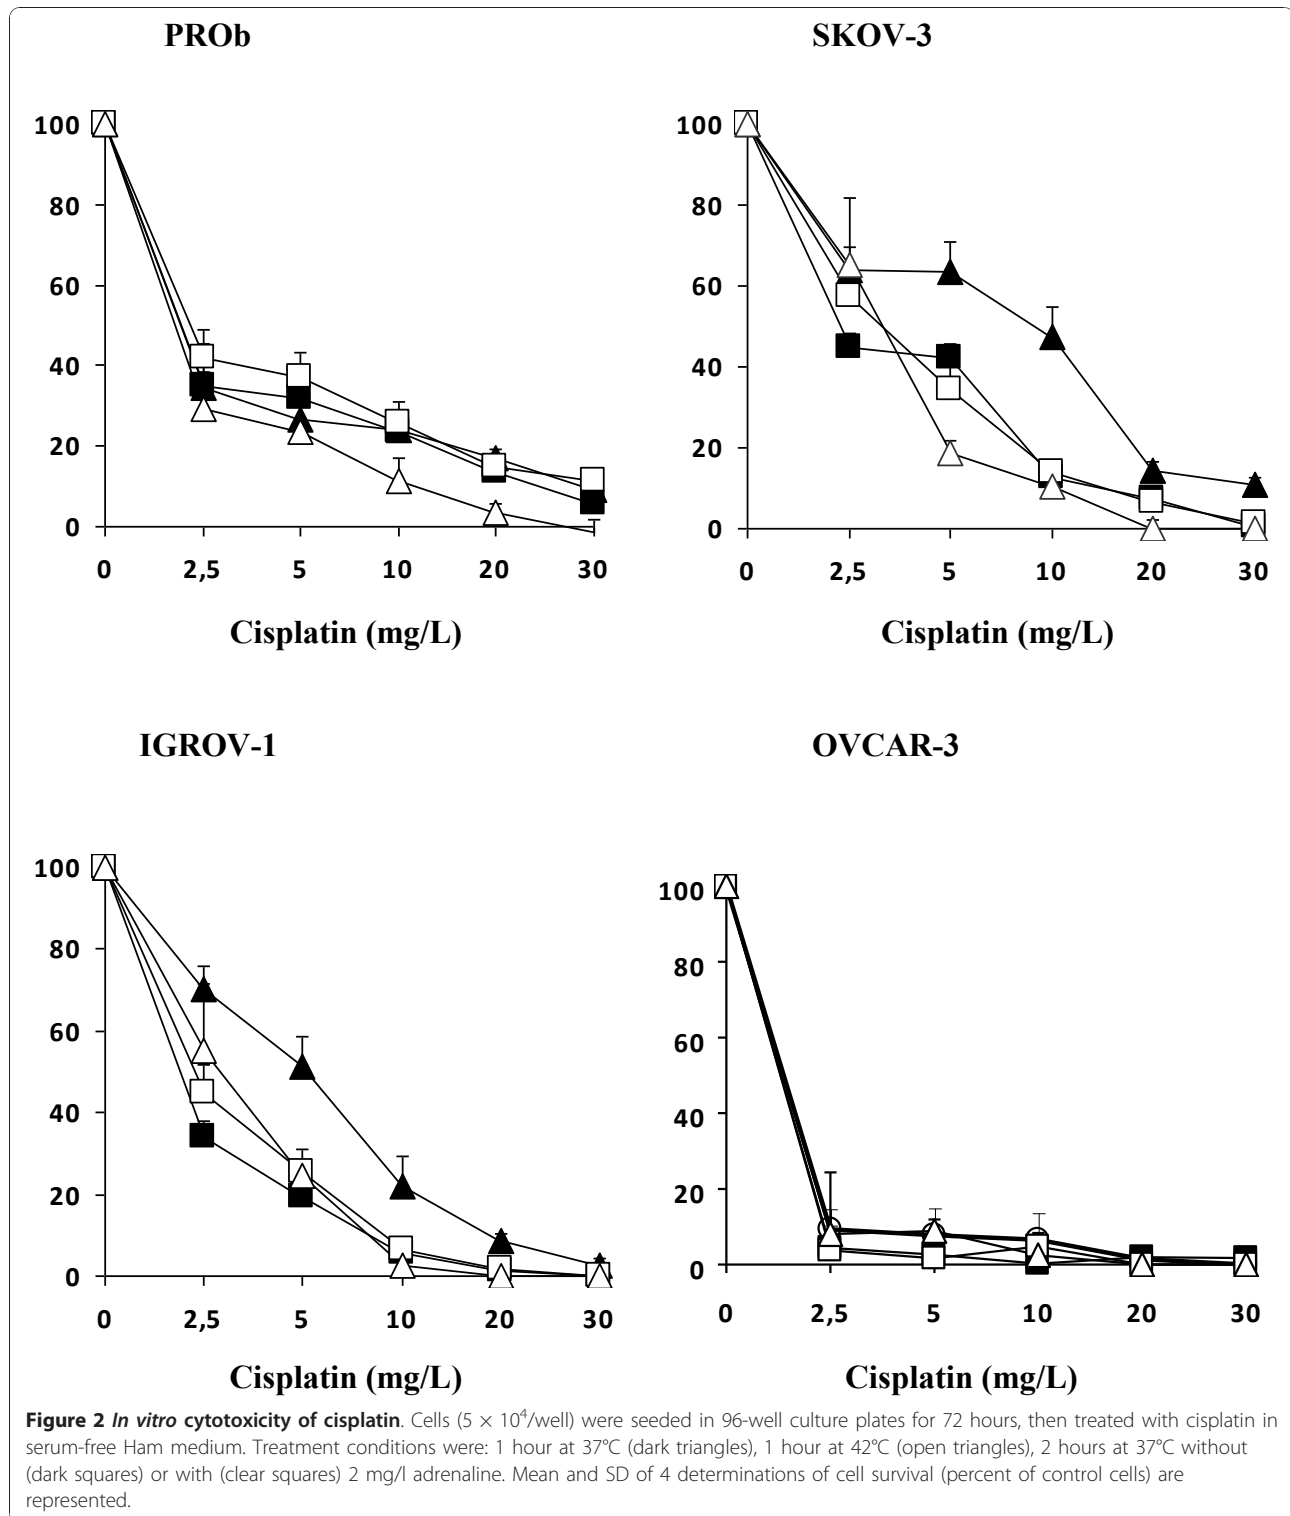 PROb
SKOV-3
100
80
60
40
20
0
0 2,5 5 10 20 30
Cisplatin (mg/L)
100
80
60
40
20
0
0 2,5 5 10 20 30
Cisplatin (mg/L)
IGROV-1
OVCAR-3
100
80
60
40
20
0
0 2,5 5 10 20 30
Cisplatin (mg/L)
100
80
60
40
20
0
0 2,5 5 10 20 30
Cisplatin (mg/L)
Figure 2 In vitro cytotoxicity of cisplatin. Cells (5 × 10⁴/well) were seeded in 96-well culture plates for 72 hours, then treated with cisplatin in
serum-free Ham medium. Treatment conditions were: 1 hour at 37°C (dark triangles), 1 hour at 42°C (open triangles), 2 hours at 37°C without
(dark squares) or with (clear squares) 2 mg/l adrenaline. Mean and SD of 4 determinations of cell survival (percent of control cells) are
represented.